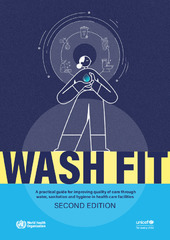 WASH FIT
A practical guide for improving quality of care through
water, sanitation and hygiene in health care facilities
SECOND EDITION
World Health
Organization
unicef